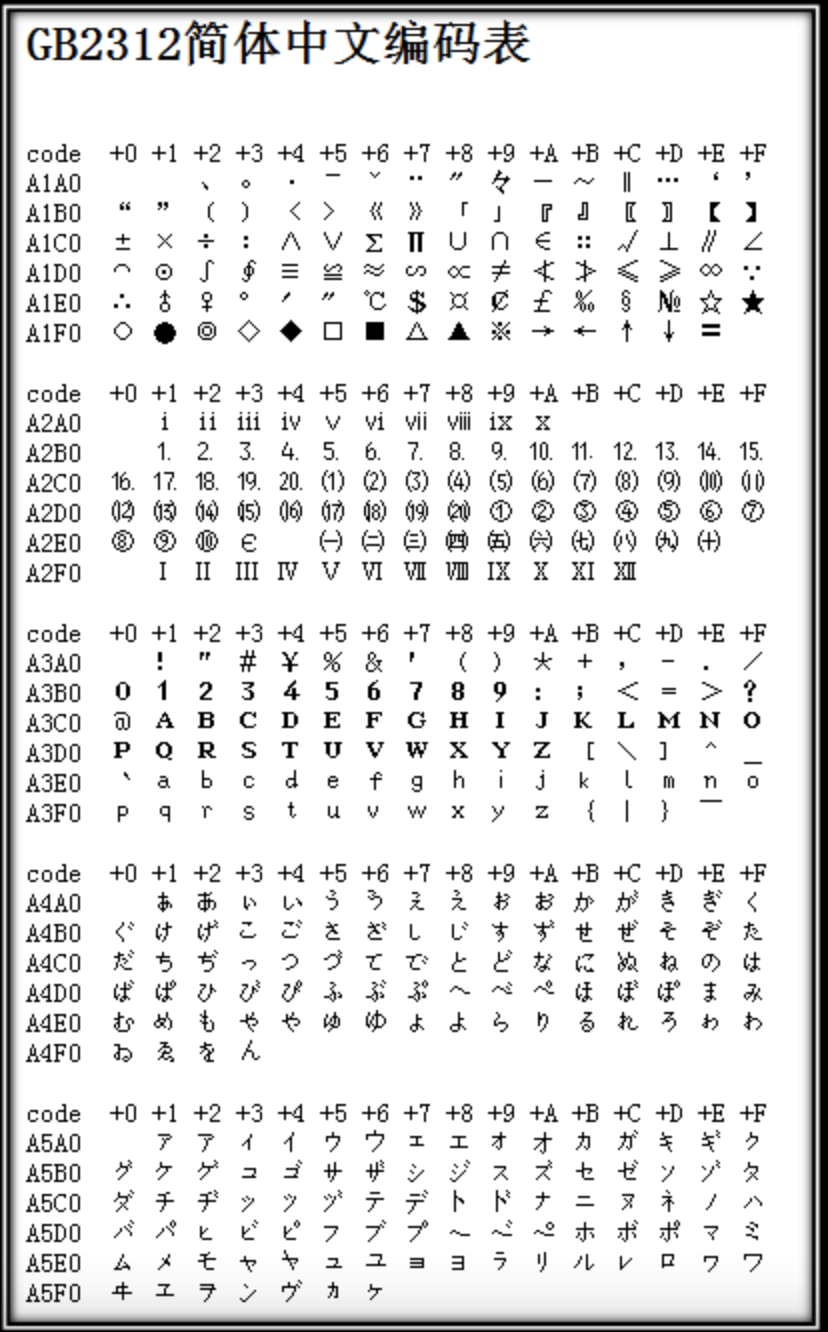 GB2312简体中文编码表
code +0 +1 +2 +3 +4 +5 +6 +7 +8 +9 +A +B +C +D +E +F
A1A0 、 。 · ˉ ˇ ¨ 〃 々 — ~ ‖ … ‘ ’
A1B0 “ ” 〔 〕 〈 〉 《 》 「 」 『 』 〖 〗 【 】
A1C0 ± × ÷ ∶ ∧ ∨ ∑ ∏ ∪ ∩ ∈ ∷ √ ⊥ ∥ ∠
A1D0 ⌒ ⊙ ∫ ∮ ≡ ≌ ≈ ∽ ∝ ≠ ≮ ≯ ≤ ≥ ∞ ∵
A1E0 ∴ ♂ ♀ ° ′ ″ ℃ $ ¤ ¢ £ ‰ § № ☆ ★
A1F0 ○ ● ◎ ◇ ◆ □ ■ △ ▲ ※ → ← ↑ ↓ 〓
code +0 +1 +2 +3 +4 +5 +6 +7 +8 +9 +A +B +C +D +E +F
A2A0 ⅰ ⅱ ⅲ ⅳ ⅴ ⅵ ⅶ ⅷ ⅸ ⅹ
A2B0 1. 2. 3. 4. 5. 6. 7. 8. 9. 10. 11. 12. 13. 14. 15.
A2C0 16. 17. 18. 19. 20. ⑴ ⑵ ⑶ ⑷ ⑸ ⑹ ⑺ ⑻ ⑼ ⑽ ⑾
A2D0 ⑿ ⒀ ⒁ ⒂ ⒃ ⒄ ⒅ ⒆ ⒇ ① ② ③ ④ ⑤ ⑥ ⑦
A2E0 ⑧ ⑨ ⑩ € ㈠ ㈡ ㈢ ㈣ ㈤ ㈥ ㈦ ㈧ ㈨ ㈩
A2F0 Ⅰ Ⅱ Ⅲ Ⅳ Ⅴ Ⅵ Ⅶ Ⅷ Ⅸ Ⅹ Ⅺ Ⅻ
code +0 +1 +2 +3 +4 +5 +6 +7 +8 +9 +A +B +C +D +E +F
A3A0 ! " # ¥ % & ' ( ) * + , - . /
A3B0 0 1 2 3 4 5 6 7 8 9 : ; < = > ?
A3C0 @ A B C D E F G H I J K L M N O
A3D0 P Q R S T U V W X Y Z [ \ ] ^ _
A3E0 ` a b c d e f g h i j k l m n o
A3F0 p q r s t u v w x y z { | }  ̄
code +0 +1 +2 +3 +4 +5 +6 +7 +8 +9 +A +B +C +D +E +F
A4A0 ぁ あ ぃ い ぅ う ぇ え ぉ お か が き ぎ く
A4B0 ぐ け げ こ ご さ ざ し じ す ず せ ぜ そ ぞ た
A4C0 だ ち ぢ っ つ づ て で と ど な に ぬ ね の は
A4D0 ば ぱ ひ び ぴ ふ ぶ ぷ へ べ ぺ ほ ぼ ぽ ま み
A4E0 む め も ゃ や ゅ ゆ ょ よ ら り る れ ろ ゎ わ
A4F0 ゐ ゑ を ん
code +0 +1 +2 +3 +4 +5 +6 +7 +8 +9 +A +B +C +D +E +F
A5A0 ァ ア ィ イ ゥ ウ ェ エ ォ オ カ ガ キ ギ ク
A5B0 グ ケ ゲ コ ゴ サ ザ シ ジ ス ズ セ ゼ ソ ゾ タ
A5C0 ダ チ ヂ ッ ツ ヅ テ デ ト ド ナ ニ ヌ ネ ノ ハ
A5D0 バ パ ヒ ビ ピ フ ブ プ ヘ ベ ペ ホ ボ ポ マ ミ
A5E0 ム メ モ ャ ヤ ュ ユ ョ ヨ ラ リ ル レ ロ ヮ ワ
A5F0 ヰ ヱ ヲ ン ヴ ヵ ヶ